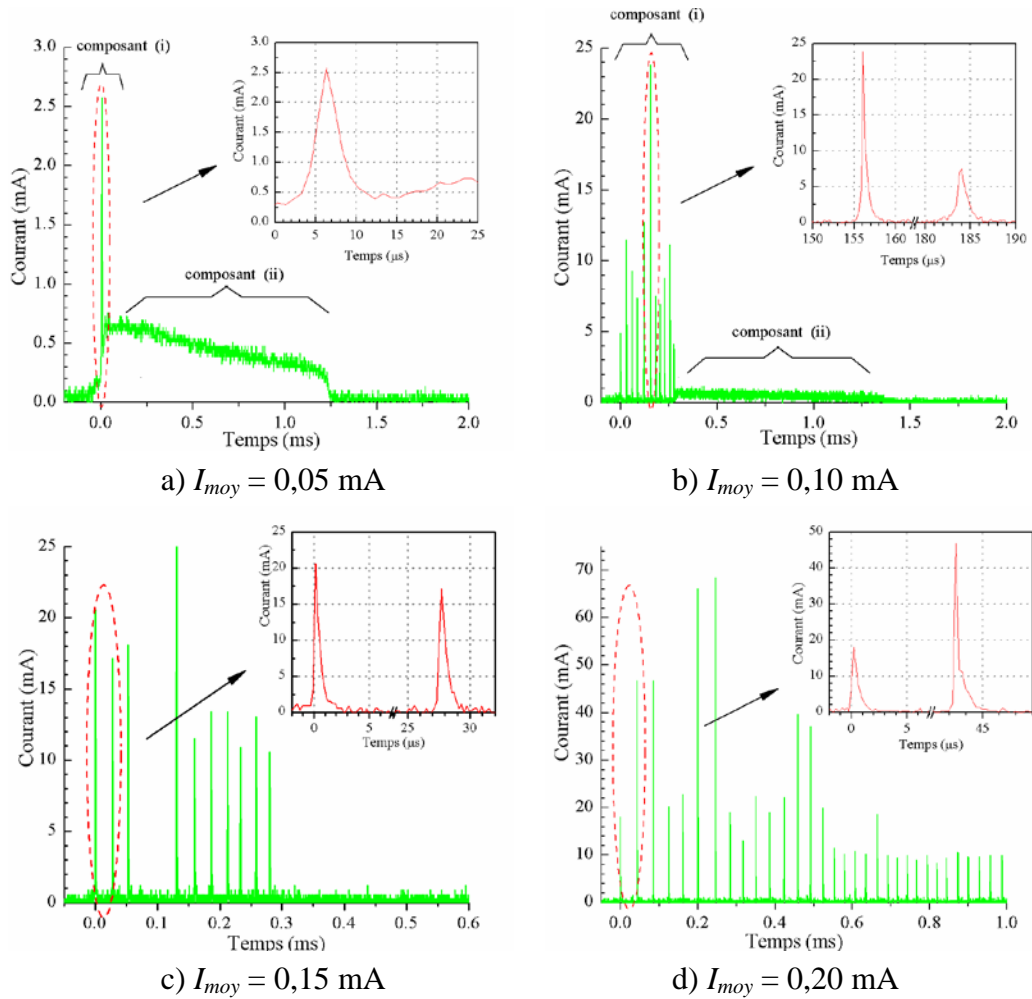 composant (i)
Courant (mA)
3.0
2.5
2.0
1.5
1.0
0.5
0.0
0.0 0.5 1.0 1.5 2.0
Temps (ms)
Courant (mA)
3.0
2.5
2.0
1.5
1.0
0.5
0.0
0 5 10 15 20 25
Temps (µs)
composant (ii)
a) Imoy = 0,05 mA
composant (i)
Courant (mA)
25
20
15
10
5
0
0.0 0.5 1.0 1.5 2.0
Temps (ms)
Courant (mA)
25
20
15
10
5
0
150 155 160 180 185 190
Temps (µs)
composant (ii)
b) Imoy = 0,10 mA
Courant (mA)
25
20
15
10
5
0
0.0 0.1 0.2 0.3 0.4 0.5 0.6
Temps (ms)
Courant (mA)
25
20
15
10
5
0
0 5 25 30
Temps (µs)
c) Imoy = 0,15 mA
Courant (mA)
70
60
50
40
30
20
10
0
0.0 0.2 0.4 0.6 0.8 1.0
Temps (ms)
Courant (mA)
50
40
30
20
10
0
0 5 45
Temps (µs)
d) Imoy = 0,20 mA